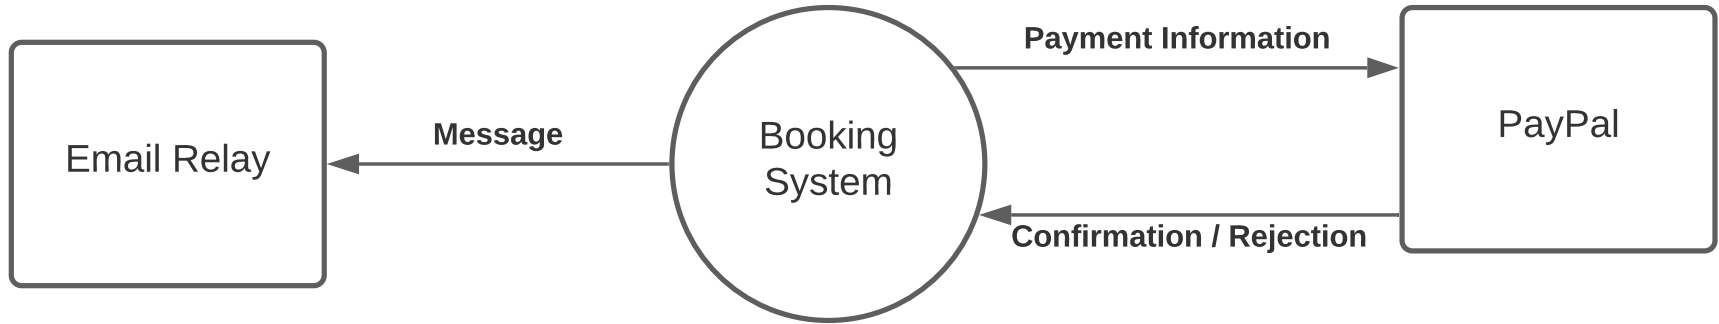 Email Relay
Message
Booking
System
Payment Information
Confirmation / Rejection
PayPal